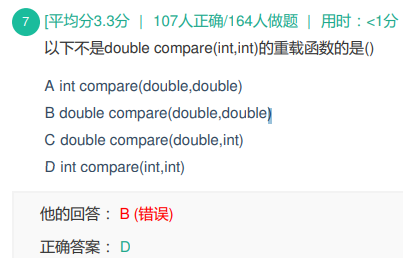 7 [平均分3.3分 | 107人正确/164人做题 | 用时：<1分
以下不是double compare(int,int)的重载函数的是()
A int compare(double,double)
B double compare(double,double)
C double compare(double,int)
D int compare(int,int)
他的回答： B (错误)
正确答案： D